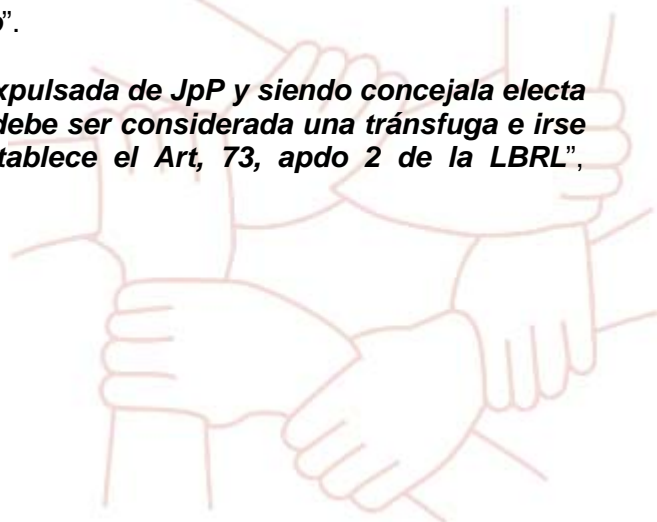 ”.
xpulsada de JpP y siendo concejala electa
debe ser considerada una tránsfuga e irse
tablece el Art, 73, apdo 2 de la LBRL”,